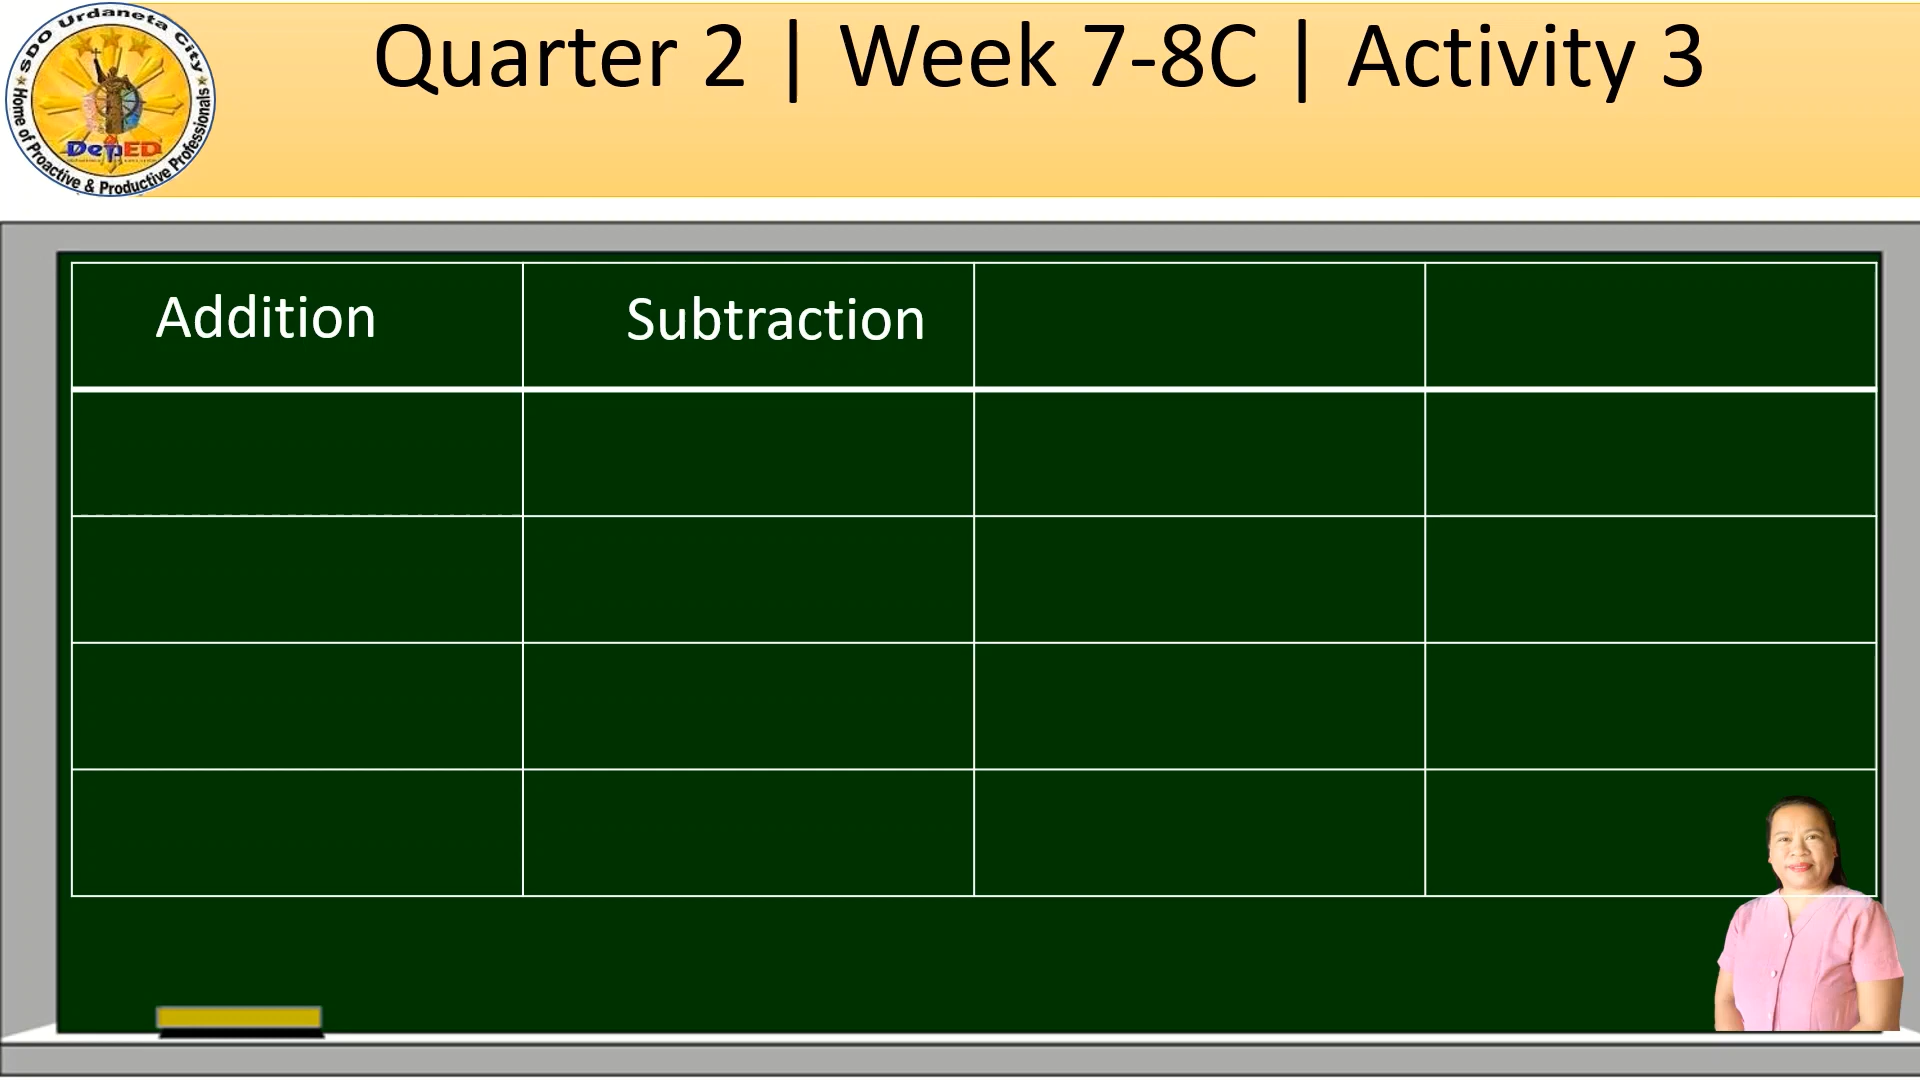 Quarter 2 | Week 7-8C | Activity 3
SDO Urdaneta City
Home of Proactive & Productive Professionals
DepED
Addition
Subtraction